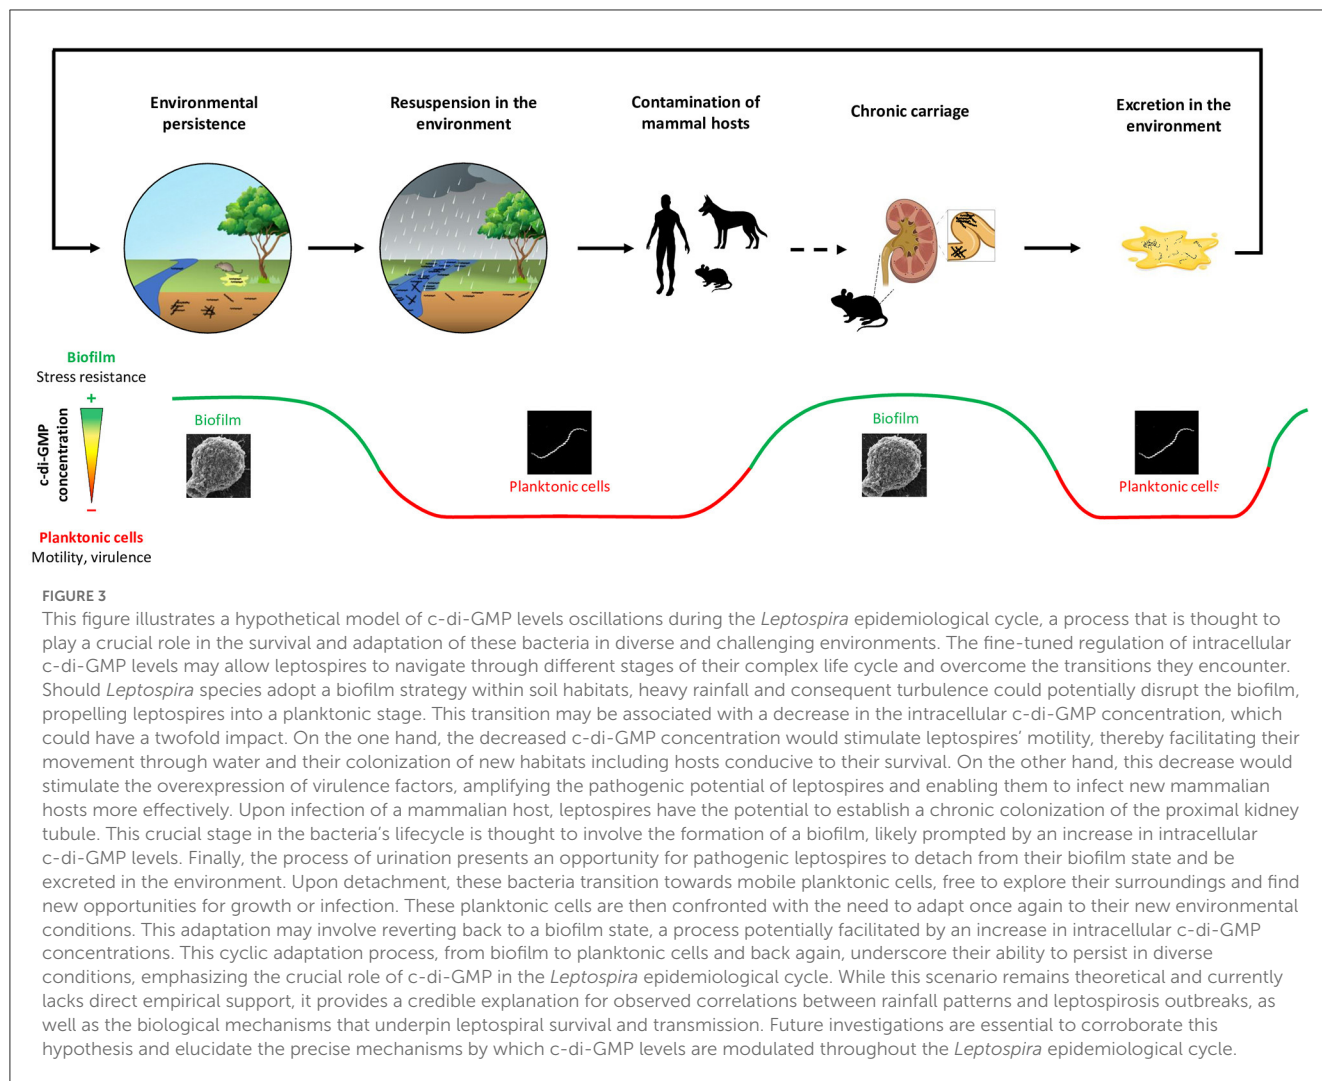 Environmental
persistence
Resuspension in the
environment
Contamination of
mammal hosts
Chronic carriage
Excretion in the
environment
Biofilm
Stress resistance
+
c-di-GMP
concentration
–
Planktonic cells
Motility, virulence
Biofilm
Planktonic cells
Biofilm
Planktonic cells
FIGURE 3
This figure illustrates a hypothetical model of c-di-GMP levels oscillations during the Leptospira epidemiological cycle, a process that is thought to
play a crucial role in the survival and adaptation of these bacteria in diverse and challenging environments. The fine-tuned regulation of intracellular
c-di-GMP levels may allow leptospires to navigate through different stages of their complex life cycle and overcome the transitions they encounter.
Should Leptospira species adopt a biofilm strategy within soil habitats, heavy rainfall and consequent turbulence could potentially disrupt the biofilm,
propelling leptospires into a planktonic stage. This transition may be associated with a decrease in the intracellular c-di-GMP concentration, which
could have a twofold impact. On the one hand, the decreased c-di-GMP concentration would stimulate leptospires’ motility, thereby facilitating their
movement through water and their colonization of new habitats including hosts conducive to their survival. On the other hand, this decrease would
stimulate the overexpression of virulence factors, amplifying the pathogenic potential of leptospires and enabling them to infect new mammalian
hosts more effectively. Upon infection of a mammalian host, leptospires have the potential to establish a chronic colonization of the proximal kidney
tubule. This crucial stage in the bacteria’s lifecycle is thought to involve the formation of a biofilm, likely prompted by an increase in intracellular
c-di-GMP levels. Finally, the process of urination presents an opportunity for pathogenic leptospires to detach from their biofilm state and be
excreted in the environment. Upon detachment, these bacteria transition towards mobile planktonic cells, free to explore their surroundings and find
new opportunities for growth or infection. These planktonic cells are then confronted with the need to adapt once again to their new environmental
conditions. This adaptation may involve reverting back to a biofilm state, a process potentially facilitated by an increase in intracellular c-di-GMP
concentrations. This cyclic adaptation process, from biofilm to planktonic cells and back again, underscore their ability to persist in diverse
conditions, emphasizing the crucial role of c-di-GMP in the Leptospira epidemiological cycle. While this scenario remains theoretical and currently
lacks direct empirical support, it provides a credible explanation for observed correlations between rainfall patterns and leptospirosis outbreaks, as
well as the biological mechanisms that underpin leptospiral survival and transmission. Future investigations are essential to corroborate this
hypothesis and elucidate the precise mechanisms by which c-di-GMP levels are modulated throughout the Leptospira epidemiological cycle.